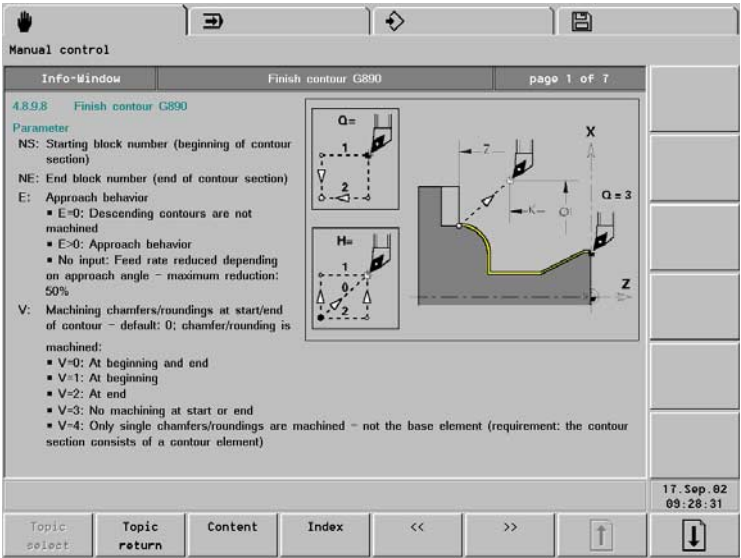 Manual control
Info-Window Finish contour G890 page 1 of 7
4.8.9.8 Finish contour G890
Parameter
NS: Starting block number (beginning of contour
section)
NE: End block number (end of contour section)
E: Approach behavior
▪ E=0: Descending contours are not
machined
▪ E>0: Approach behavior
▪ No input: Feed rate reduced depending
on approach angle – maximum reduction:
50%
V: Machining chamfers/roundings at start/end
of contour – default: 0; chamfer/rounding is
machined:
▪ V=0: At beginning and end
▪ V=1: At beginning
▪ V=2: At end
▪ V=3: No machining at start or end
▪ V=4: Only single chamfers/roundings are machined – not the base element (requirement: the contour
section consists of a contour element)
Q=
1
2
H=
1
0
2
Z
X
K
Q = 3
Z
17.Sep.02
09:28:31
Topic select
Topic return
Content
Index
<<
>>